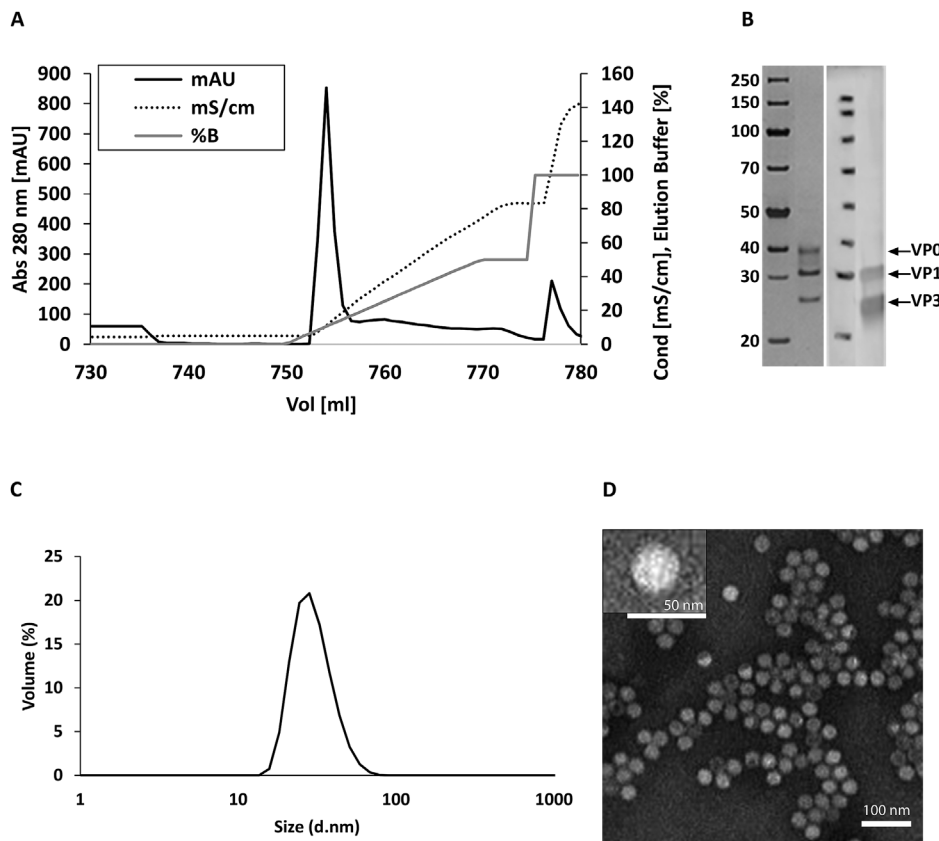 A
Abs 280 nm [mAU]
900
800
700
600
500
400
300
200
100
0
mAU
mS/cm
%B
160
140
120
100
80
60
40
20
0
Cond [mS/cm], Elution Buffer [%]
730 740 750 760 770 780
Vol [ml]
B
250
150
100
70
50
40
30
20
VP0
VP1
VP3
C
Volume (%)
25
20
15
10
5
0
1 10 100 1000
Size (d.nm)
D
50 nm
100 nm